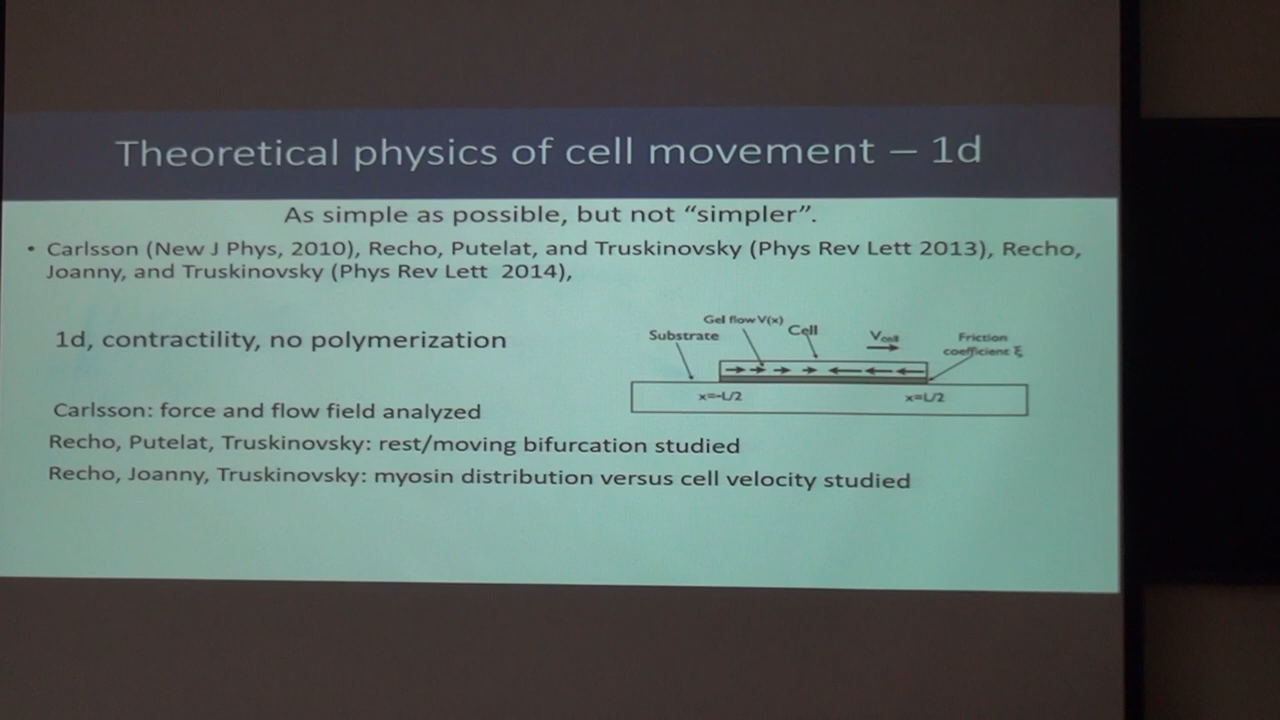 Theoretical physics of cell movement – 1d
As simple as possible, but not “simpler”.
• Carlsson (New J Phys, 2010), Recho, Putelat, and Truskinovsky (Phys Rev Lett 2013), Recho,
Joanny, and Truskinovsky (Phys Rev Lett 2014),
1d, contractility, no polymerization
Gel flow V(x)
Substrate
Cell
Vcell
Friction
coefficient ξ
x=-L/2
x=L/2
Carlsson: force and flow field analyzed
Recho, Putelat, Truskinovsky: rest/moving bifurcation studied
Recho, Joanny, Truskinovsky: myosin distribution versus cell velocity studied